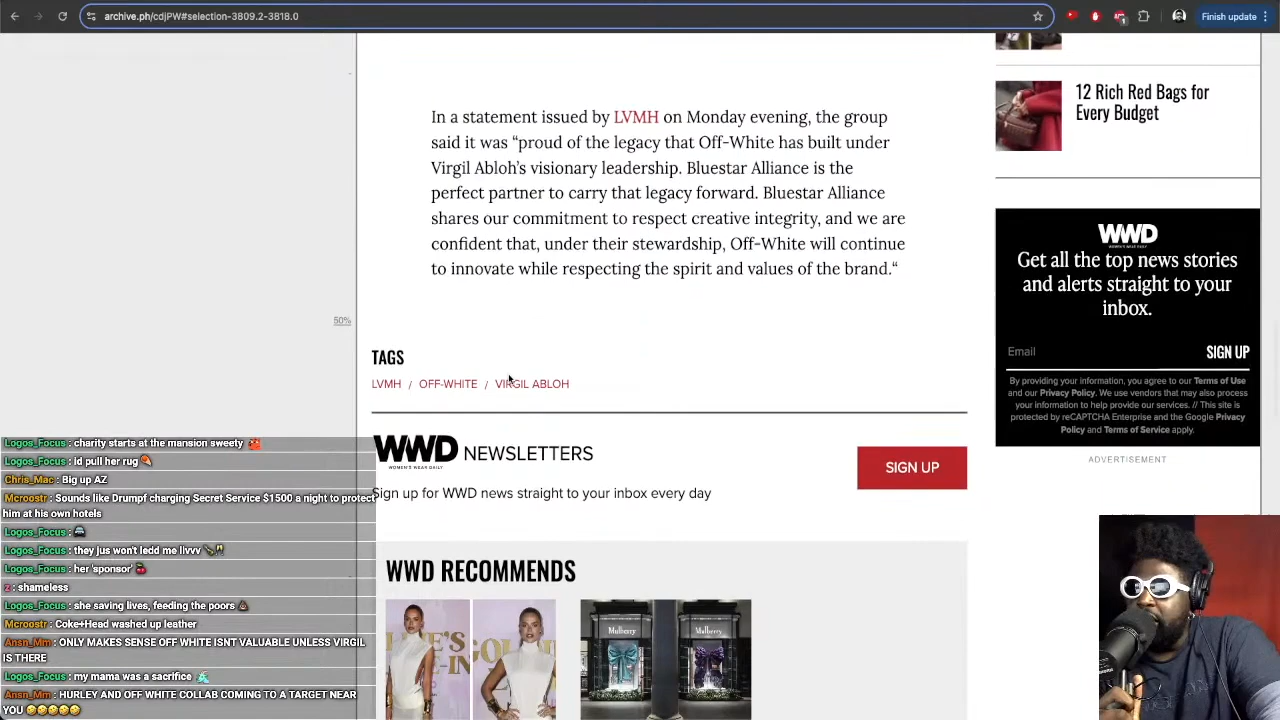 archive.ph/cdjPW#selection-3809.2-3818.0
Finish update
In a statement issued by LVMH on Monday evening, the group
said it was “proud of the legacy that Off-White has built under
Virgil Abloh’s visionary leadership. Bluestar Alliance is the
perfect partner to carry that legacy forward. Bluestar Alliance
shares our commitment to respect creative integrity, and we are
confident that, under their stewardship, Off-White will continue
to innovate while respecting the spirit and values of the brand.“
50%
TAGS
LVMH / OFF-WHITE / VIRGIL ABLOH
WWD NEWSLETTERS
WOMEN'S WEAR DAILY
Sign up for WWD news straight to your inbox every day
SIGN UP
WWD RECOMMENDS
Mulberry
Mulberry
12 Rich Red Bags for
Every Budget
WWD
WOMEN'S WEAR DAILY
Get all the top news stories
and alerts straight to your
inbox.
Email
SIGN UP
By providing your information, you agree to our Terms of Use
and our Privacy Policy. We use vendors that may also process
your information to help provide our services. // This site is
protected by reCAPTCHA Enterprise and the Google Privacy
Policy and Terms of Service apply.
ADVERTISEMENT
Logos_Focus: charity starts at the mansion sweety
Logos_Focus: Id pull her rug
Chris_Mac: Big up AZ
Mcroostr: Sounds like Drumpf charging Secret Service $1500 a night to protect
him at his own hotels
Logos_Focus:
Logos_Focus: they jus won't ledd me livvv
Logos_Focus: her 'sponsor'
z: shameless
Logos_Focus: she saving lives, feeding the poors
Mcroostr: Coke+Head washed up leather
Ansn_Mm: ONLY MAKES SENSE OFF WHITE ISNT VALUABLE UNLESS VIRGIL
IS THERE
Logos_Focus: my mama was a sacrifice
Ansn_Mm: HURLEY AND OFF WHITE COLLAB COMING TO A TARGET NEAR
YOU